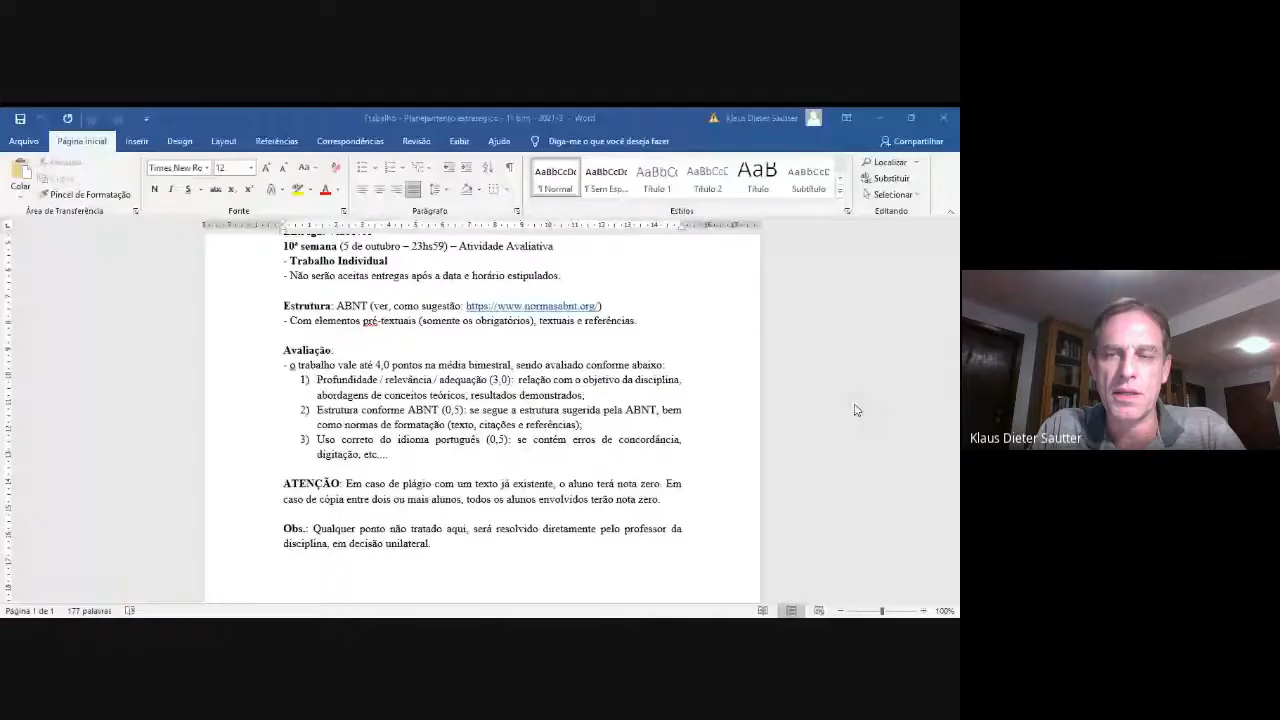 Trabalho - Planejamento estrategico - 1º bim - 2021-2 - Word
Klaus Dieter Sautter
Arquivo Página Inicial Inserir Design Layout Referências Correspondências Revisão Exibir Ajuda Diga-me o que você deseja fazer Compartilhar
Colar
Pincel de Formatação
Área de Transferência
Times New Ro 12
N I S
Fonte
Parágrafo
AaBbCcDc AaBbCcDc AaBbCc AaBbCcC AaB AaBbCcD
¶ Normal ¶ Sem Esp... Título 1 Título 2 Título Subtítulo
Estilos
Localizar
Substituir
Selecionar
Editando
10ª semana (5 de outubro – 23hs59) – Atividade Avaliativa
- Trabalho Individual
- Não serão aceitas entregas após a data e horário estipulados.
Estrutura: ABNT (ver, como sugestão: https://www.normasabnt.org/)
- Com elementos pré-textuais (somente os obrigatórios), textuais e referências.
Avaliação:
- o trabalho vale até 4,0 pontos na média bimestral, sendo avaliado conforme abaixo:
1) Profundidade / relevância / adequação (3,0): relação com o objetivo da disciplina,
abordagens de conceitos teóricos, resultados demonstrados;
2) Estrutura conforme ABNT (0,5): se segue a estrutura sugerida pela ABNT, bem
como normas de formatação (texto, citações e referências);
3) Uso correto do idioma português (0,5): se contém erros de concordância,
digitação, etc....
ATENÇÃO: Em caso de plágio com um texto já existente, o aluno terá nota zero. Em
caso de cópia entre dois ou mais alunos, todos os alunos envolvidos terão nota zero.
Obs.: Qualquer ponto não tratado aqui, será resolvido diretamente pelo professor da
disciplina, em decisão unilateral.
Página 1 de 1 177 palavras
100%
Klaus Dieter Sautter